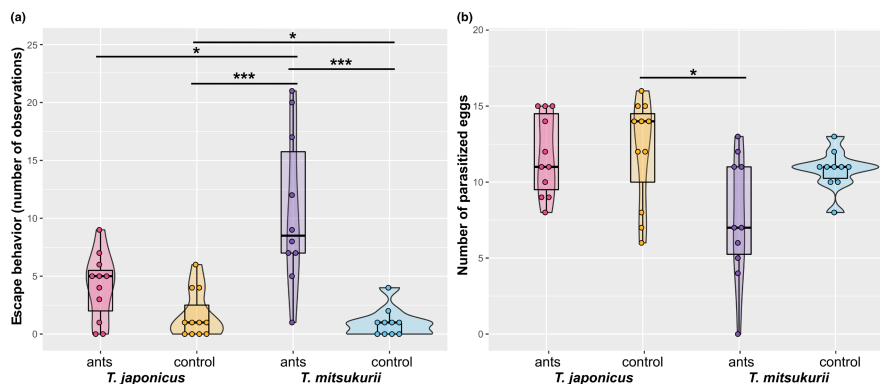 (a)
Escape behavior (number of observations)
25
20
15
10
5
0
*
*
***
***
ants
control
ants
control
T. japonicus
T. mitsukurii
(b)
Number of parasitized eggs
20
15
10
5
0
*
ants
control
ants
control
T. japonicus
T. mitsukurii